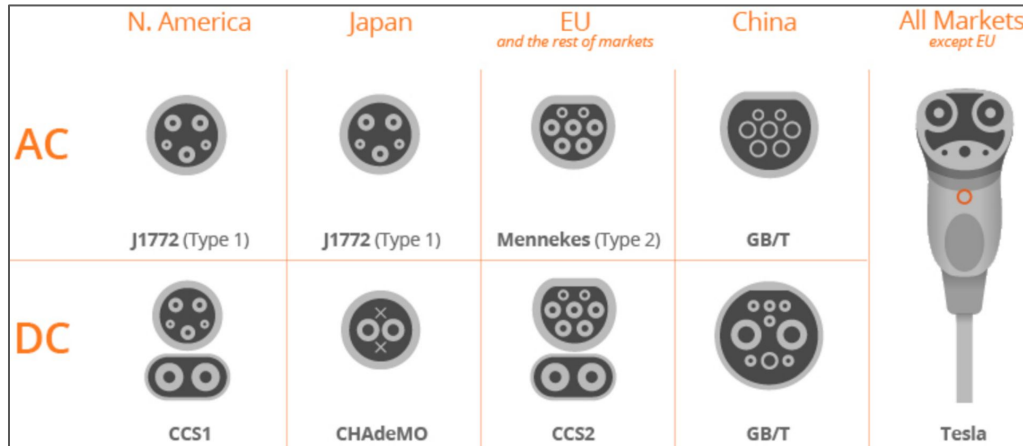 N. America
Japan
EU
and the rest of markets
China
All Markets
except EU
AC
J1772 (Type 1)
J1772 (Type 1)
Mennekes (Type 2)
GB/T
DC
CCS1
CHAdeMO
CCS2
GB/T
Tesla